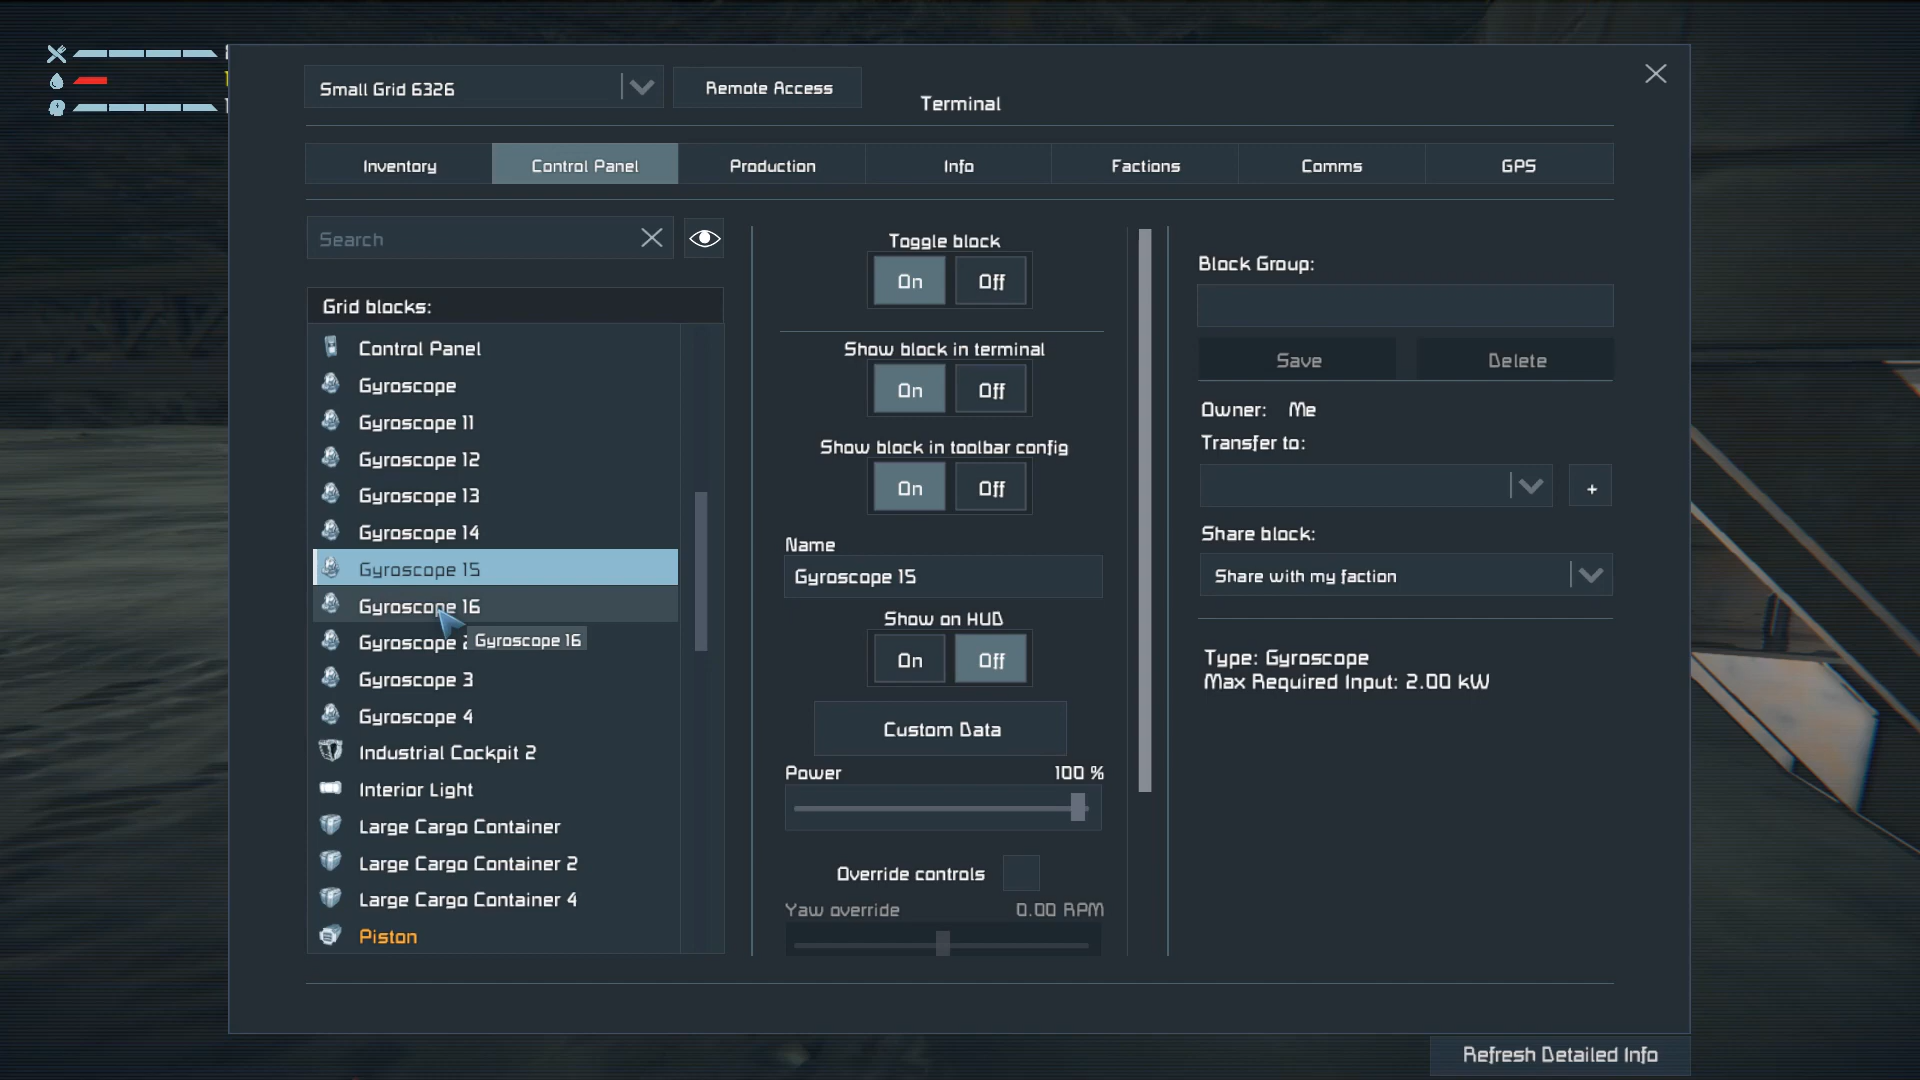 Small Grid 6326
Remote Access
Terminal
Inventory
Control Panel
Production
Info
Factions
Comms
GPS
Search
Grid blocks:
Control Panel
Gyroscope
Gyroscope 11
Gyroscope 12
Gyroscope 13
Gyroscope 14
Gyroscope 15
Gyroscope 16
Gyroscope
Gyroscope 16
Gyroscope 3
Gyroscope 4
Industrial Cockpit 2
Interior Light
Large Cargo Container
Large Cargo Container 2
Large Cargo Container 4
Piston
Toggle block
On Off
Show block in terminal
On Off
Show block in toolbar config
On Off
Name
Gyroscope 15
Show on HUD
On Off
Custom Data
Power 100 %
Override controls
Yaw override 0.00 RPM
Block Group:
Save Delete
Owner: Me
Transfer to:
+
Share block:
Share with my faction
Type: Gyroscope
Max Required Input: 2.00 kW
Refresh Detailed Info